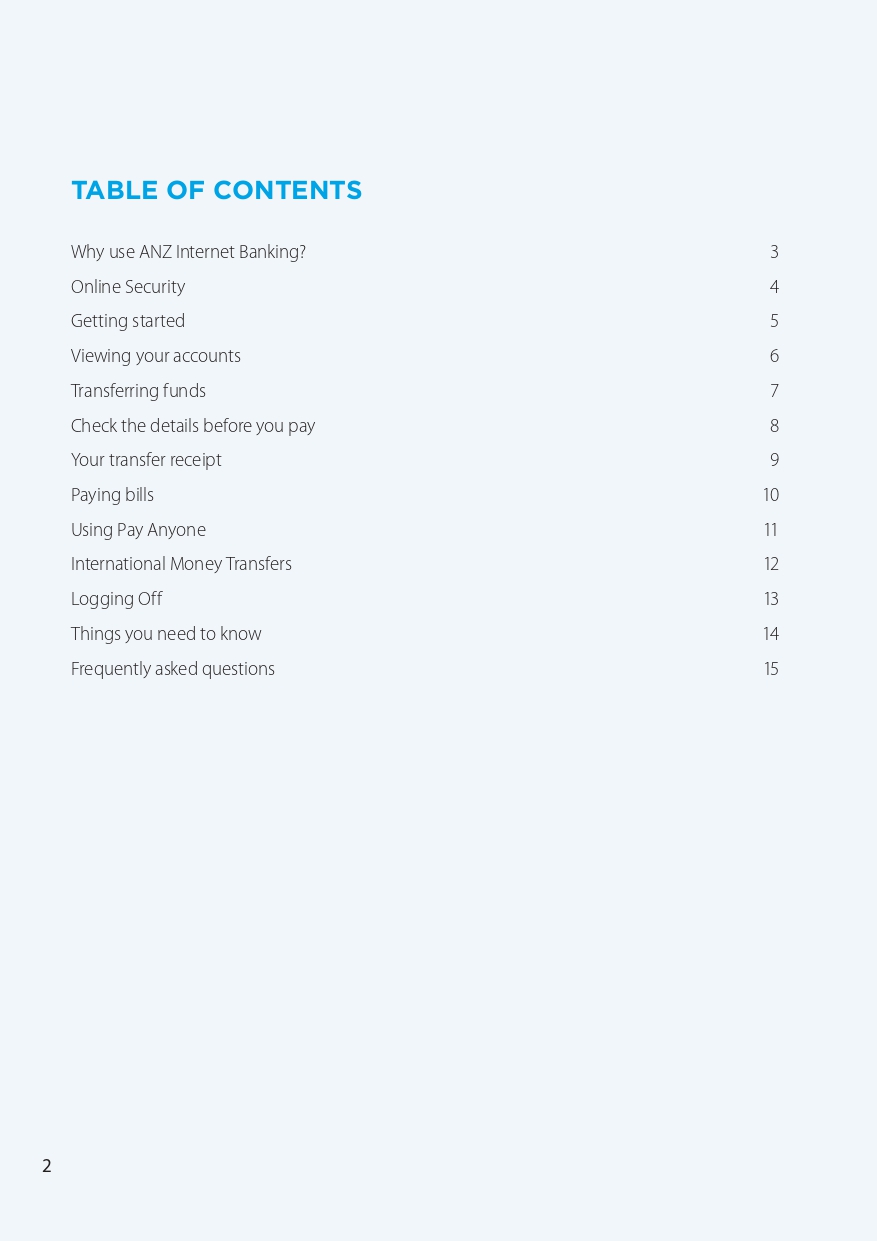 TABLE OF CONTENTS
Why use ANZ Internet Banking? 3
Online Security 4
Getting started 5
Viewing your accounts 6
Transferring funds 7
Check the details before you pay 8
Your transfer receipt 9
Paying bills 10
Using Pay Anyone 11
International Money Transfers 12
Logging Off 13
Things you need to know 14
Frequently asked questions 15
2